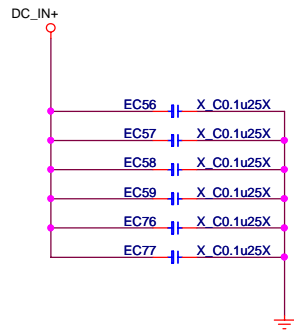 DC_IN+
EC56 X_C0.1u25X
EC57 X_C0.1u25X
EC58 X_C0.1u25X
EC59 X_C0.1u25X
EC76 X_C0.1u25X
EC77 X_C0.1u25X